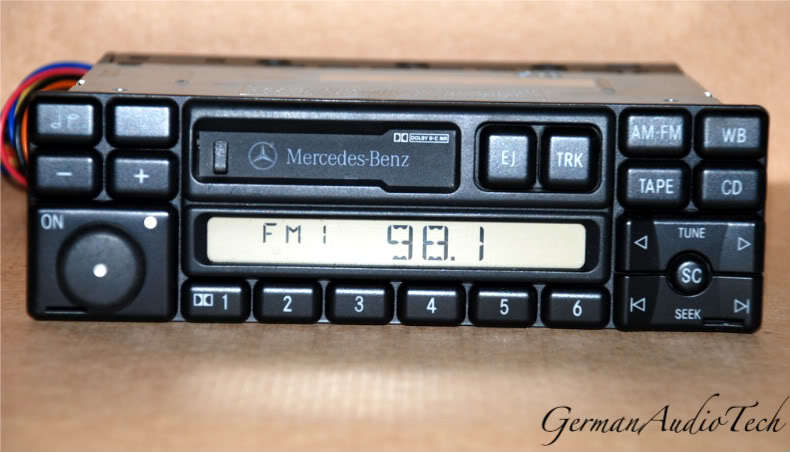 DOLBY B-C NR
AM-FM
WB
Mercedes-Benz
EJ
TRK
- +
TAPE
CD
ON
FM1 98.1
TUNE
SC
SEEK
1 2 3 4 5 6
GermanAudioTech